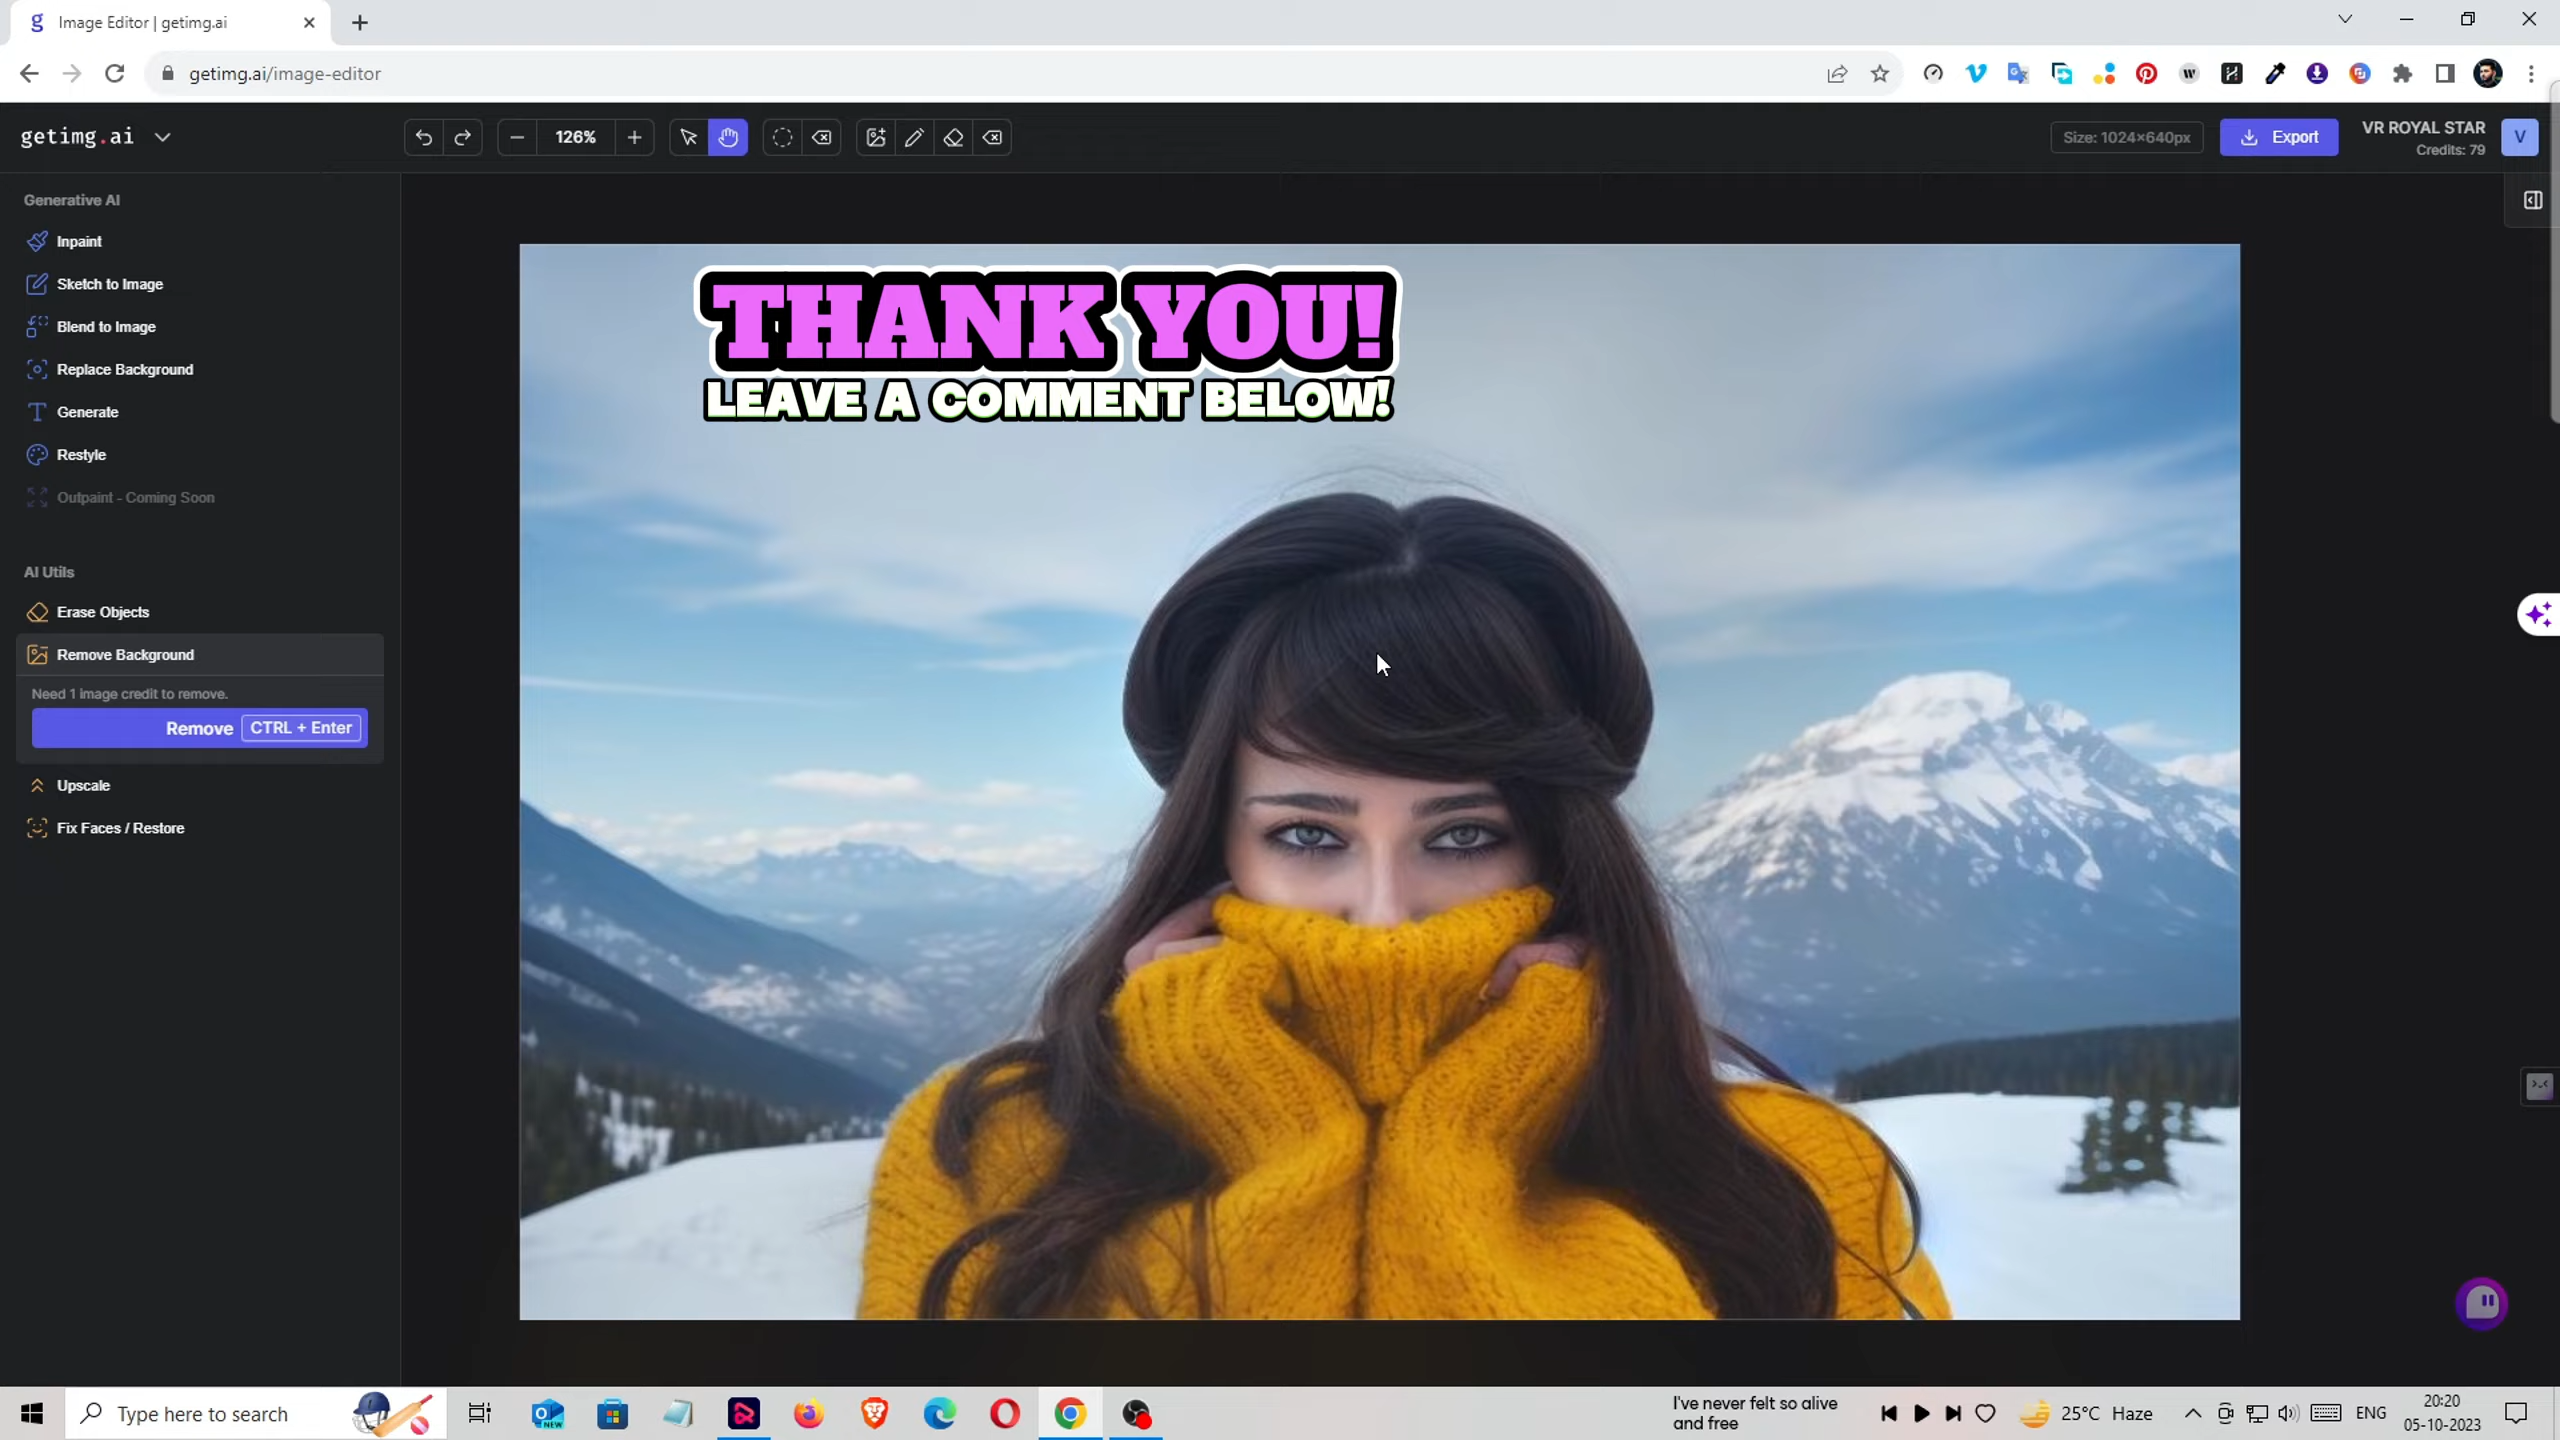 Image Editor | getimg.ai
getimg.ai/image-editor
getimg.ai
126%
Size: 1024×640px
Export
VR ROYAL STAR
Credits: 79
V
Generative AI
Inpaint
Sketch to Image
Blend to Image
Replace Background
Generate
Restyle
Outpaint - Coming Soon
AI Utils
Erase Objects
Remove Background
Need 1 image credit to remove.
Remove CTRL + Enter
Upscale
Fix Faces / Restore
THANK YOU!
LEAVE A COMMENT BELOW!
Type here to search
I've never felt so alive
and free
25°C Haze
ENG
20:20
05-10-2023